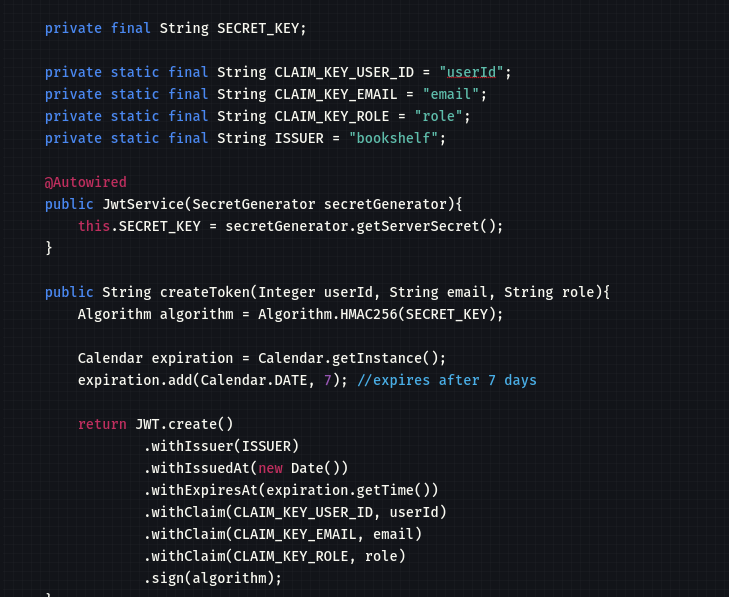 private final String SECRET_KEY;
private static final String CLAIM_KEY_USER_ID = "userId";
private static final String CLAIM_KEY_EMAIL = "email";
private static final String CLAIM_KEY_ROLE = "role";
private static final String ISSUER = "bookshelf";
@Autowired
public JwtService(SecretGenerator secretGenerator){
this.SECRET_KEY = secretGenerator.getServerSecret();
}
public String createToken(Integer userId, String email, String role){
Algorithm algorithm = Algorithm.HMAC256(SECRET_KEY);
Calendar expiration = Calendar.getInstance();
expiration.add(Calendar.DATE, 7); //expires after 7 days
return JWT.create()
.withIssuer(ISSUER)
.withIssuedAt(new Date())
.withExpiresAt(expiration.getTime())
.withClaim(CLAIM_KEY_USER_ID, userId)
.withClaim(CLAIM_KEY_EMAIL, email)
.withClaim(CLAIM_KEY_ROLE, role)
.sign(algorithm);
}